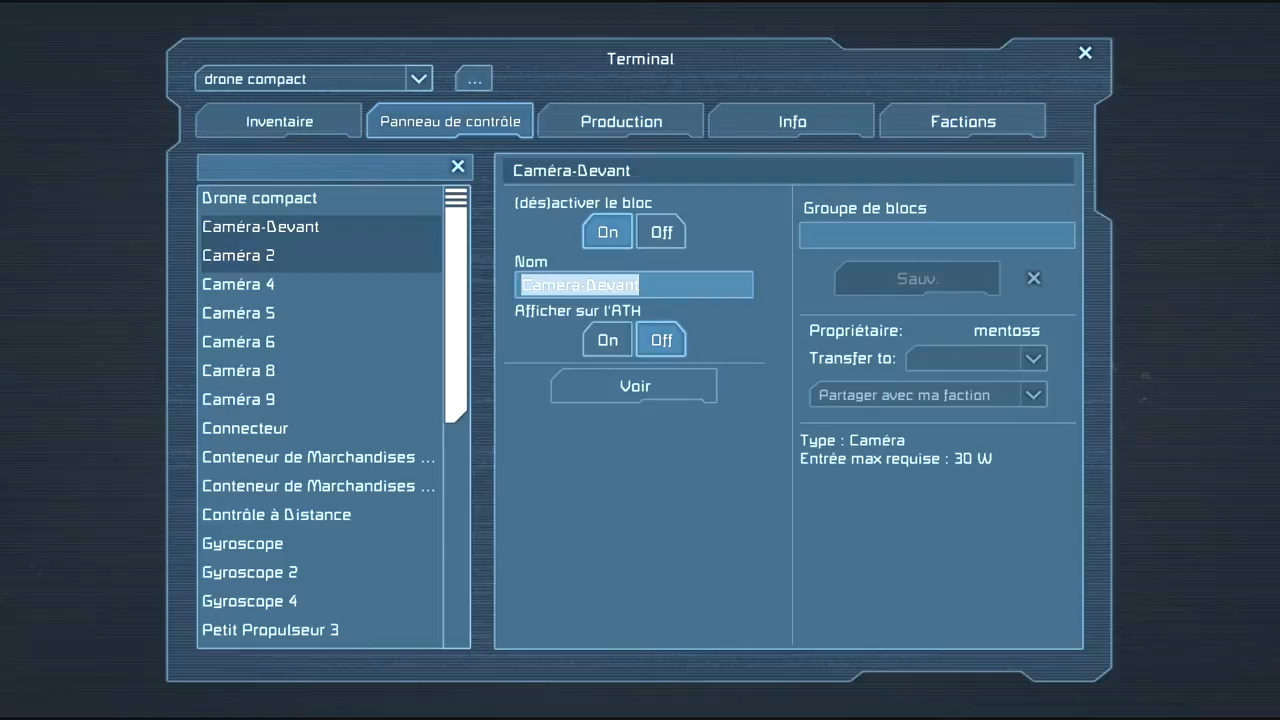 Terminal
drone compact
...
Inventaire
Panneau de contrôle
Production
Info
Factions
Drone compact
Caméra-Devant
Caméra 2
Caméra 4
Caméra 5
Caméra 6
Caméra 8
Caméra 9
Connecteur
Conteneur de Marchandises ...
Conteneur de Marchandises ...
Contrôle à Distance
Gyroscope
Gyroscope 2
Gyroscope 4
Petit Propulseur 3
Caméra-Devant
(dés)activer le bloc
On Off
Nom
Caméra-Devant
Afficher sur l'ATH
On Off
Voir
Groupe de blocs
Sauv.
Propriétaire: mentoss
Transfer to:
Partager avec ma faction
Type : Caméra
Entrée max requise : 30 W